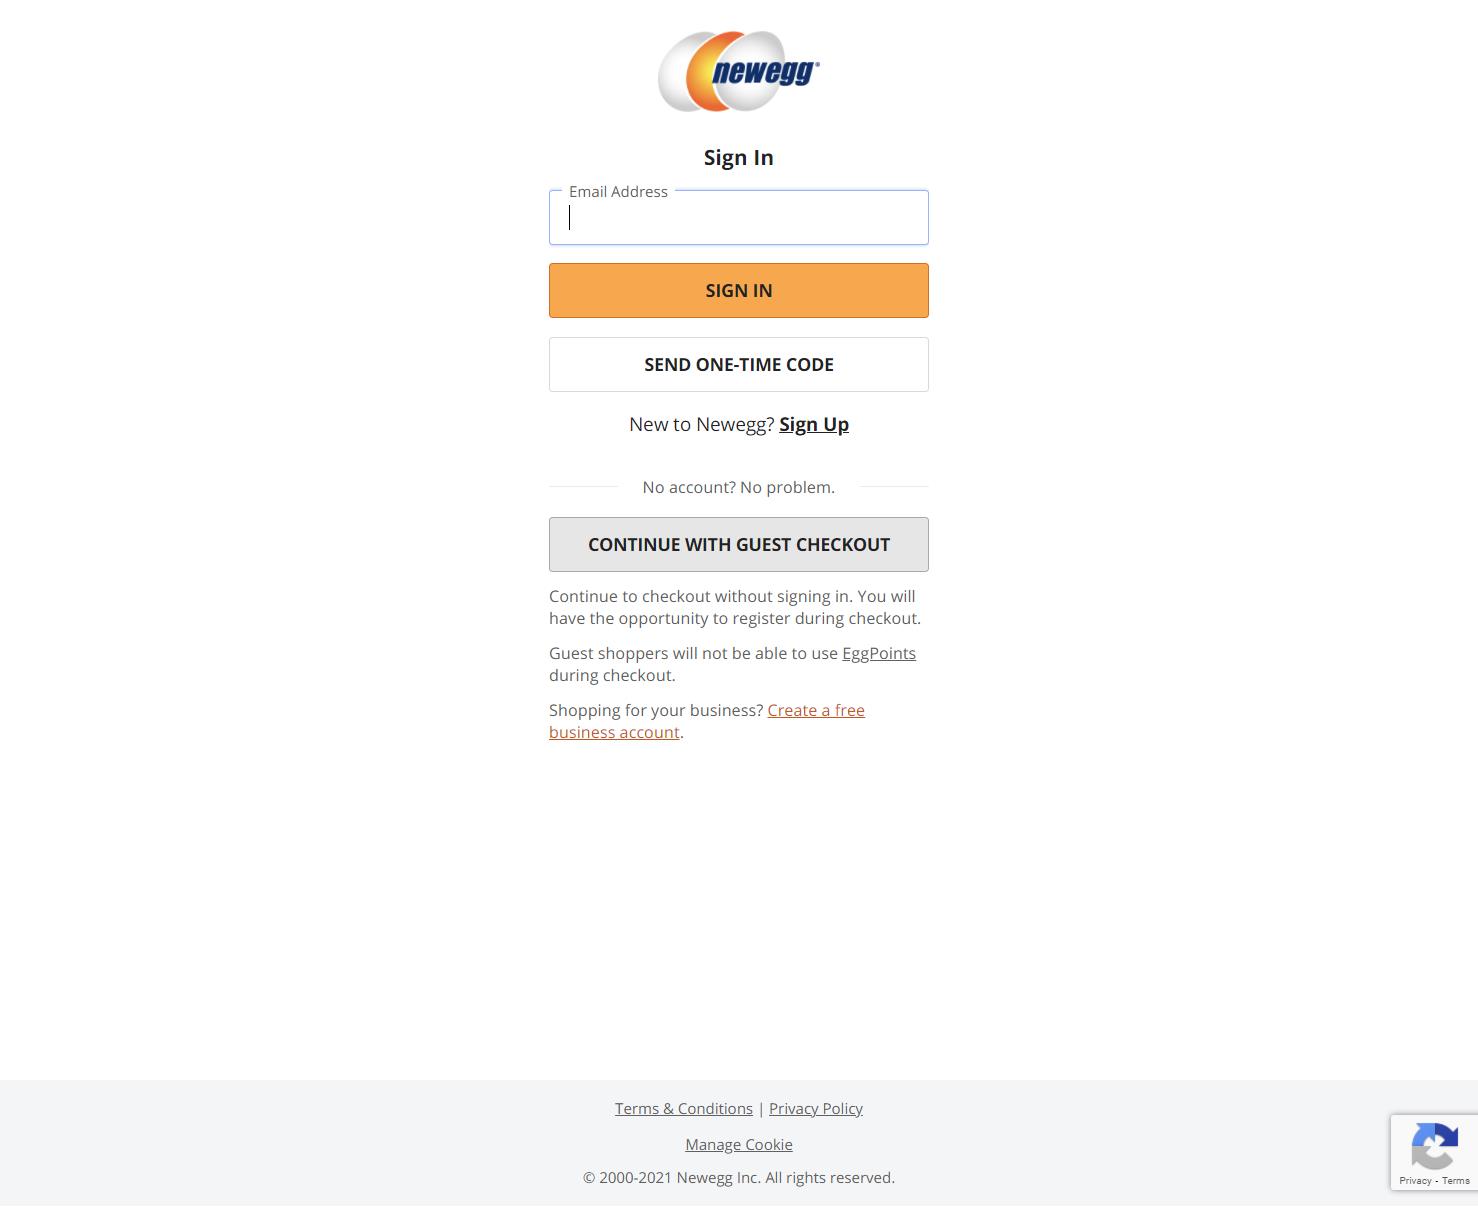 newegg®
Sign In
Email Address
SIGN IN
SEND ONE-TIME CODE
New to Newegg? Sign Up
No account? No problem.
CONTINUE WITH GUEST CHECKOUT
Continue to checkout without signing in. You will
have the opportunity to register during checkout.
Guest shoppers will not be able to use EggPoints
during checkout.
Shopping for your business? Create a free
business account.
Terms & Conditions | Privacy Policy
Manage Cookie
© 2000-2021 Newegg Inc. All rights reserved.
Privacy - Terms